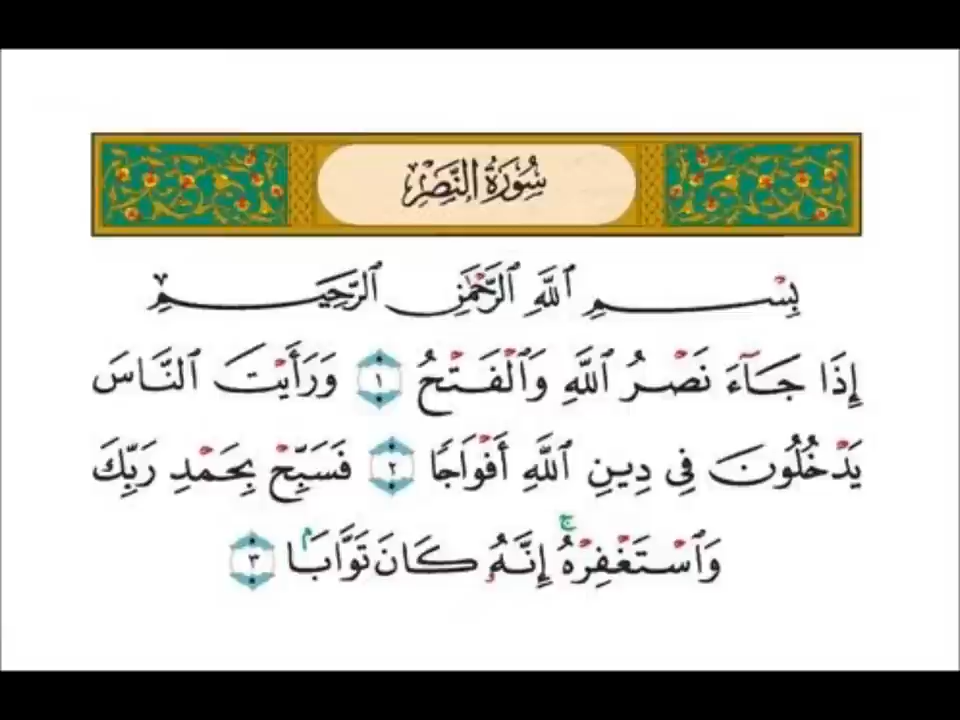 سُورَةُ النَّصْرِ
بِسْمِ ٱللَّهِ ٱلرَّحْمَٰنِ ٱلرَّحِيمِ
إِذَا جَآءَ نَصْرُ ٱللَّهِ وَٱلْفَتْحُ ١ وَرَأَيْتَ ٱلنَّاسَ
يَدْخُلُونَ فِى دِينِ ٱللَّهِ أَفْوَاجًا ٢ فَسَبِّحْ بِحَمْدِ رَبِّكَ
وَٱسْتَغْفِرْهُ ۚ إِنَّهُۥ كَانَ تَوَّابَۢا ٣